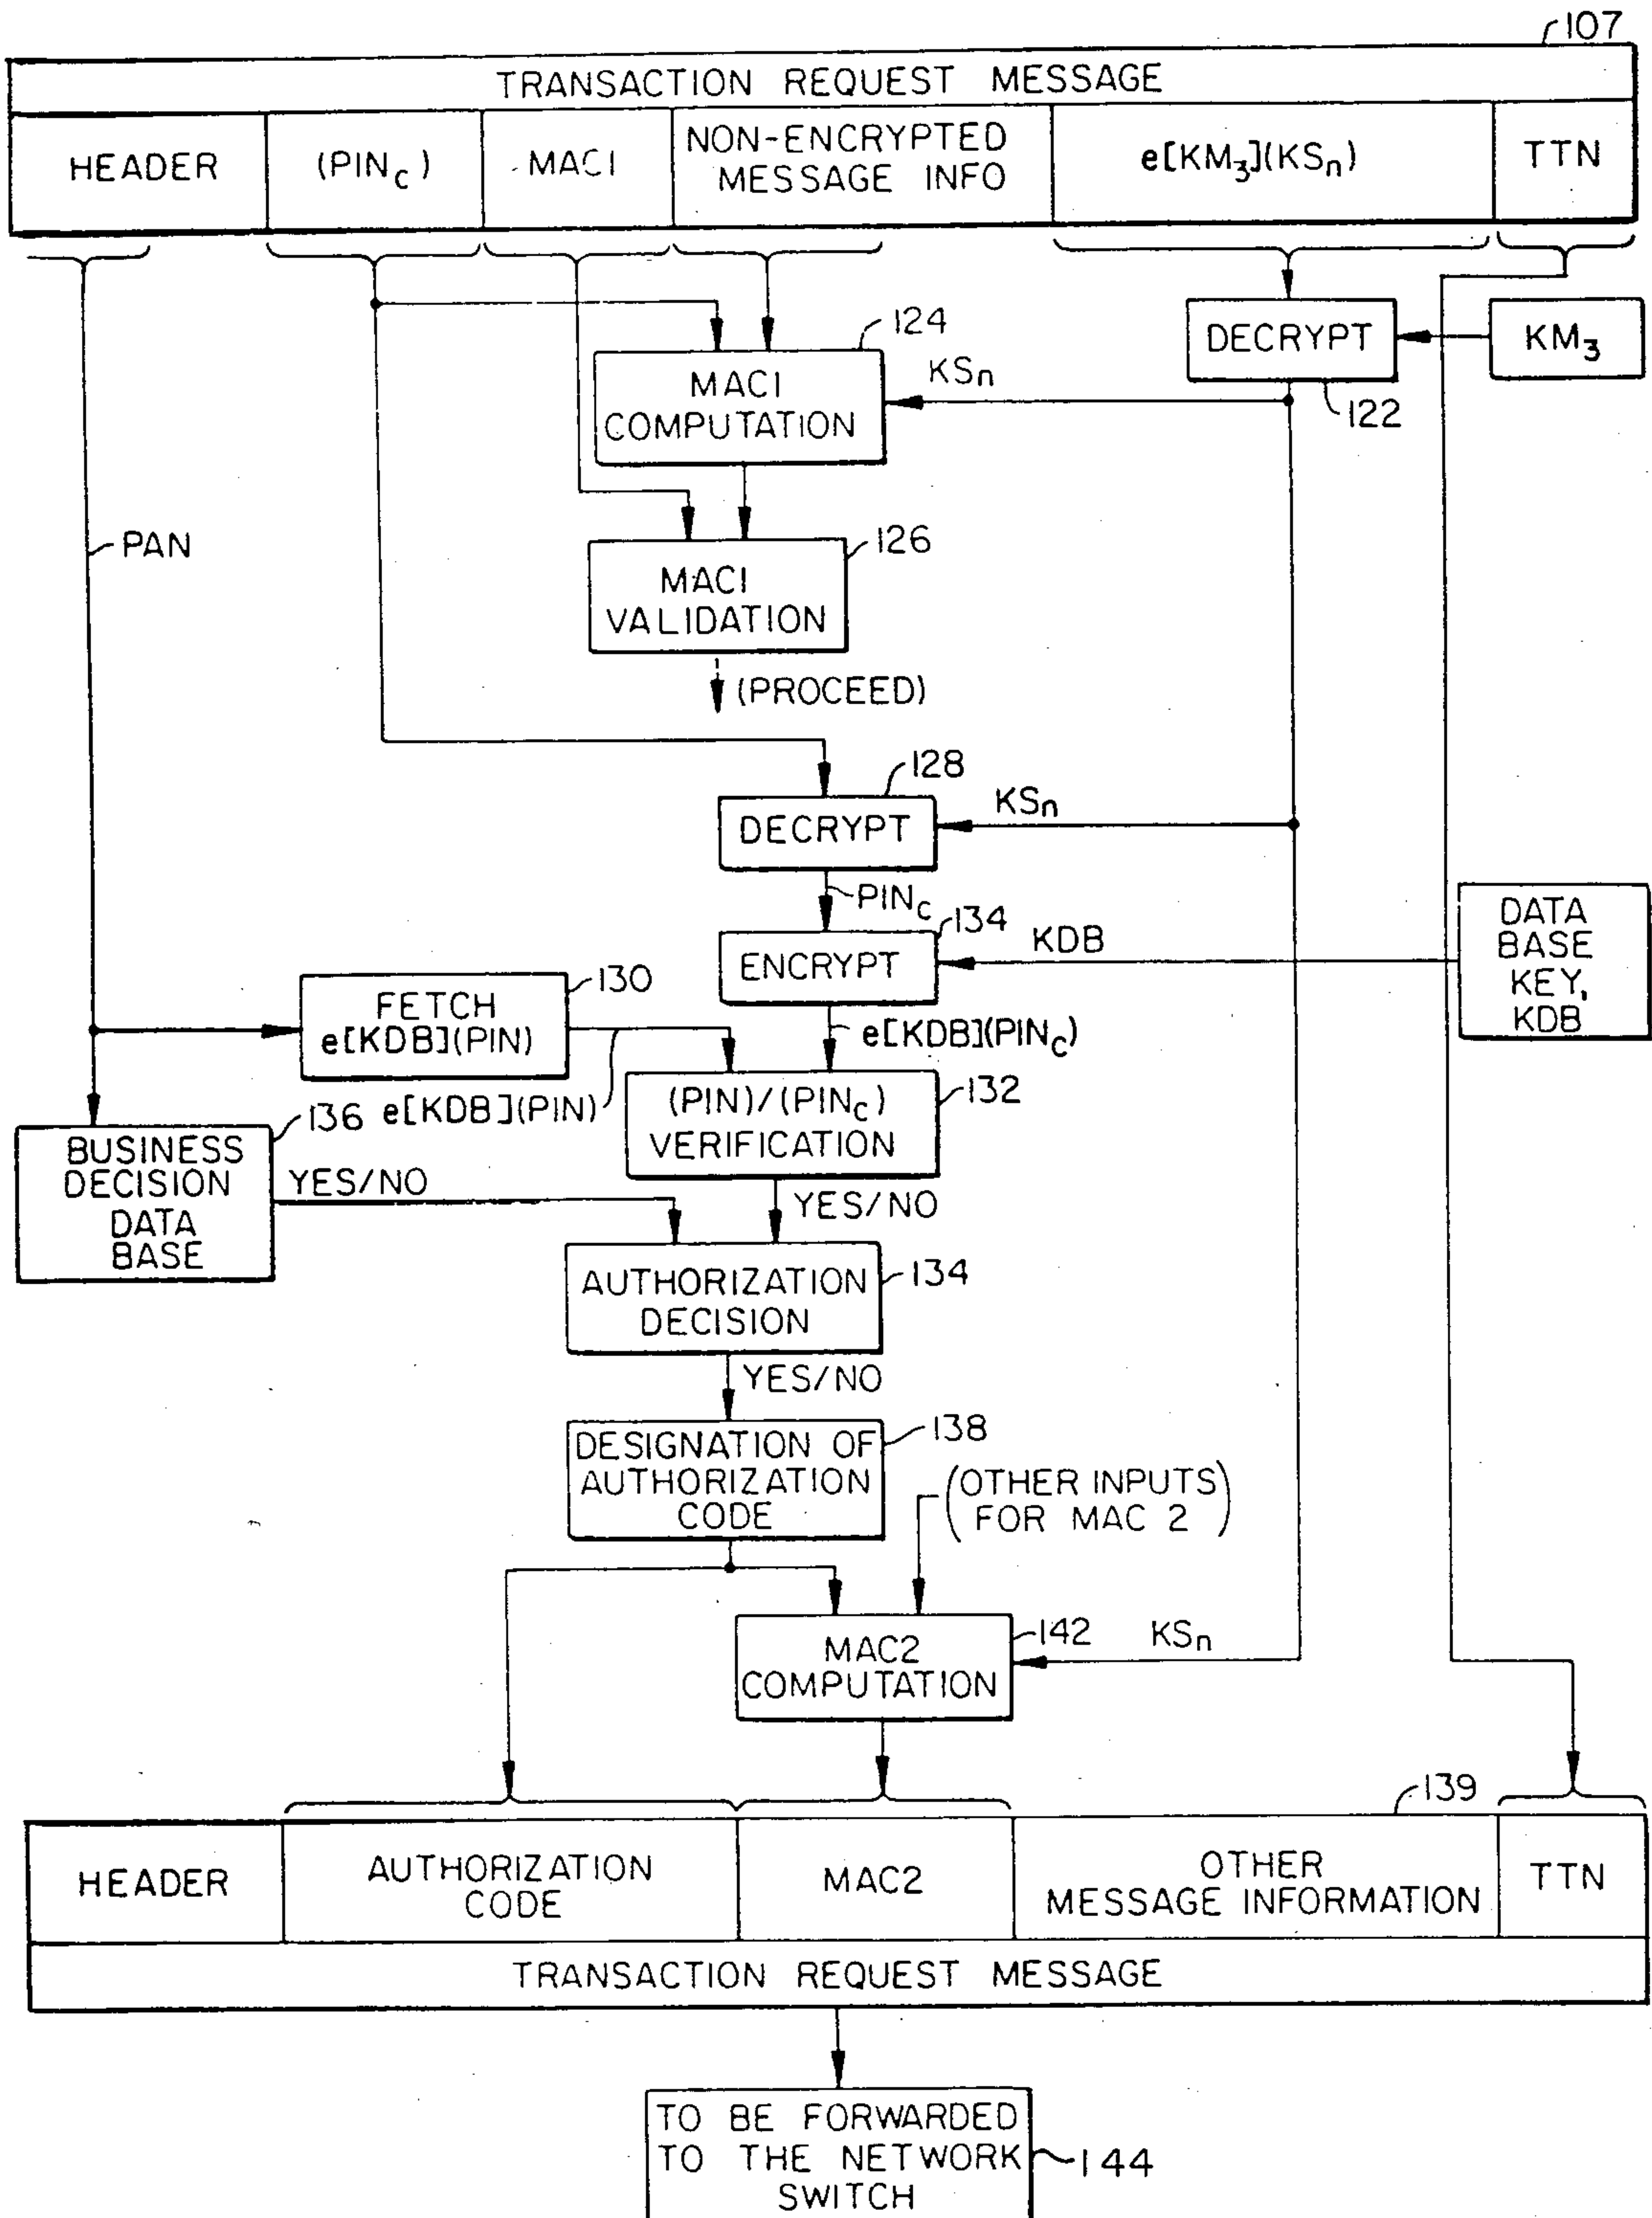 107
TRANSACTION REQUEST MESSAGE
HEADER
(PINc)
MAC1
NON-ENCRYPTED
MESSAGE INFO
e[KM3](KSn)
TTN
124
DECRYPT
KM3
122
MAC1
COMPUTATION
KSn
PAN
126
MAC1
VALIDATION
(PROCEED)
128
DECRYPT
KSn
PINc
134
ENCRYPT
KDB
DATA
BASE
KEY,
KDB
130
FETCH
e[KDB](PIN)
e[KDB](PINc)
136
e[KDB](PIN)
132
(PIN)/(PINc)
VERIFICATION
BUSINESS
DECISION
DATA
BASE
YES/NO
YES/NO
AUTHORIZATION
DECISION
134
YES/NO
138
DESIGNATION OF
AUTHORIZATION
CODE
(OTHER INPUTS
FOR MAC 2)
142
MAC2
COMPUTATION
KSn
139
HEADER
AUTHORIZATION
CODE
MAC2
OTHER
MESSAGE INFORMATION
TTN
TRANSACTION REQUEST MESSAGE
TO BE FORWARDED
TO THE NETWORK
SWITCH
144